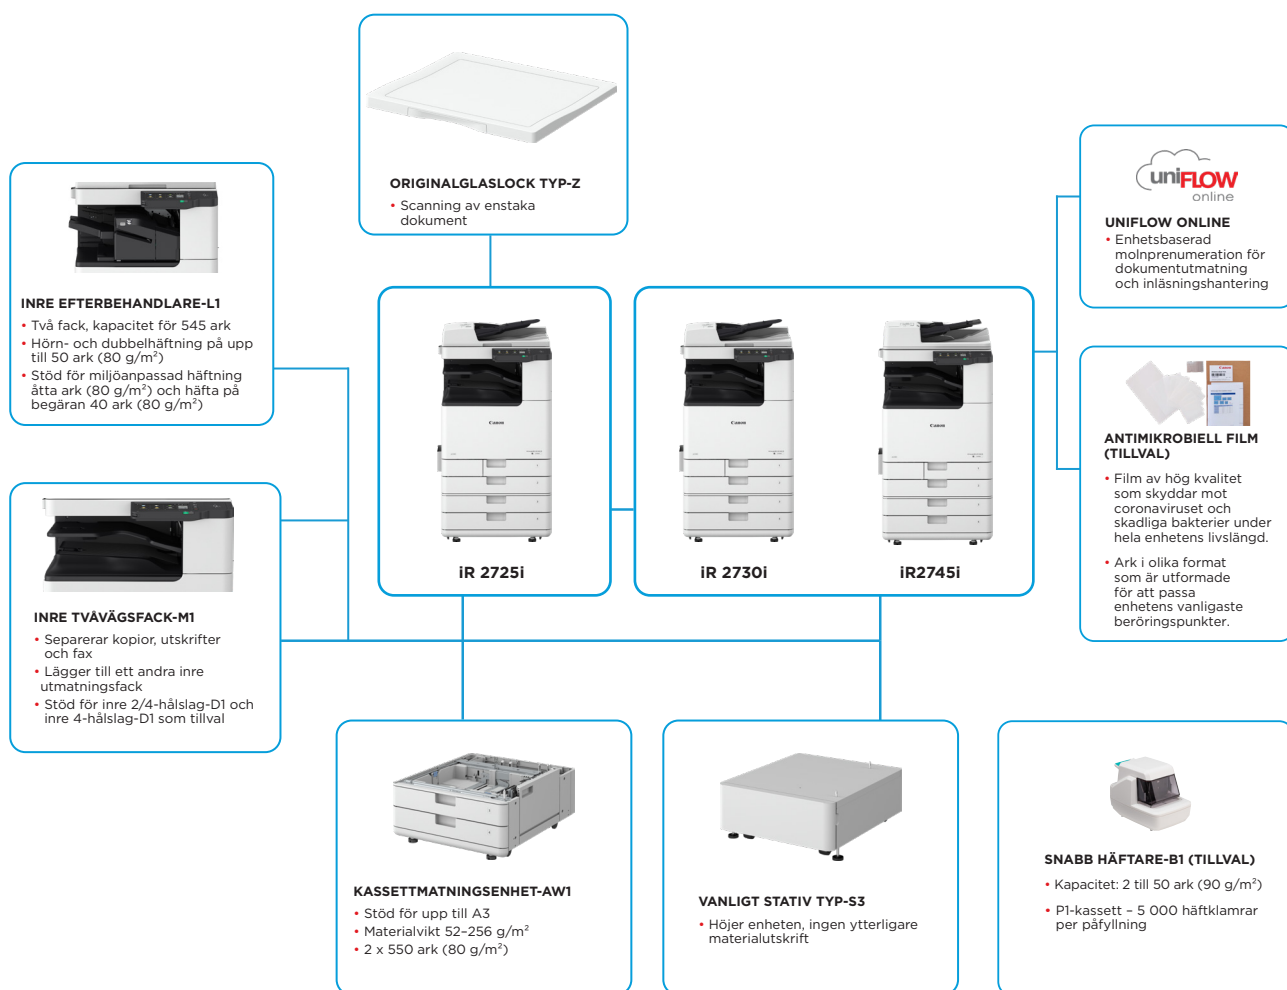 ORIGINALGLASLOCK TYP-Z
• Scanning av enstaka
dokument
uniFLOW
online
UNIFLOW ONLINE
• Enhetsbaserad
molnprenumeration för
dokumentutmatning
och inläsningshantering
INRE EFTERBEHANDLARE-L1
• Två fack, kapacitet för 545 ark
• Hörn- och dubbelhäftning på upp
till 50 ark (80 g/m²)
• Stöd för miljöanpassad häftning
åtta ark (80 g/m²) och häfta på
begäran 40 ark (80 g/m²)
Canon
Canon
Canon
iR 2725i
iR 2730i
iR2745i
ANTIMIKROBIELL FILM
(TILLVAL)
• Film av hög kvalitet
som skyddar mot
coronaviruset och
skadliga bakterier under
hela enhetens livslängd.
• Ark i olika format
som är utformade
för att passa
enhetens vanligaste
beröringspunkter.
INRE TVÅVÄGSFACK-M1
• Separerar kopior, utskrifter
och fax
• Lägger till ett andra inre
utmatningsfack
• Stöd för inre 2/4-hålslag-D1 och
inre 4-hålslag-D1 som tillval
KASSETTMATNINGSENHET-AW1
• Stöd för upp till A3
• Materialvikt 52–256 g/m²
• 2 x 550 ark (80 g/m²)
VANLIGT STATIV TYP-S3
• Höjer enheten, ingen ytterligare
materialutskrift
SNABB HÄFTARE-B1 (TILLVAL)
• Kapacitet: 2 till 50 ark (90 g/m²)
• P1-kassett – 5 000 häftklamrar
per påfyllning